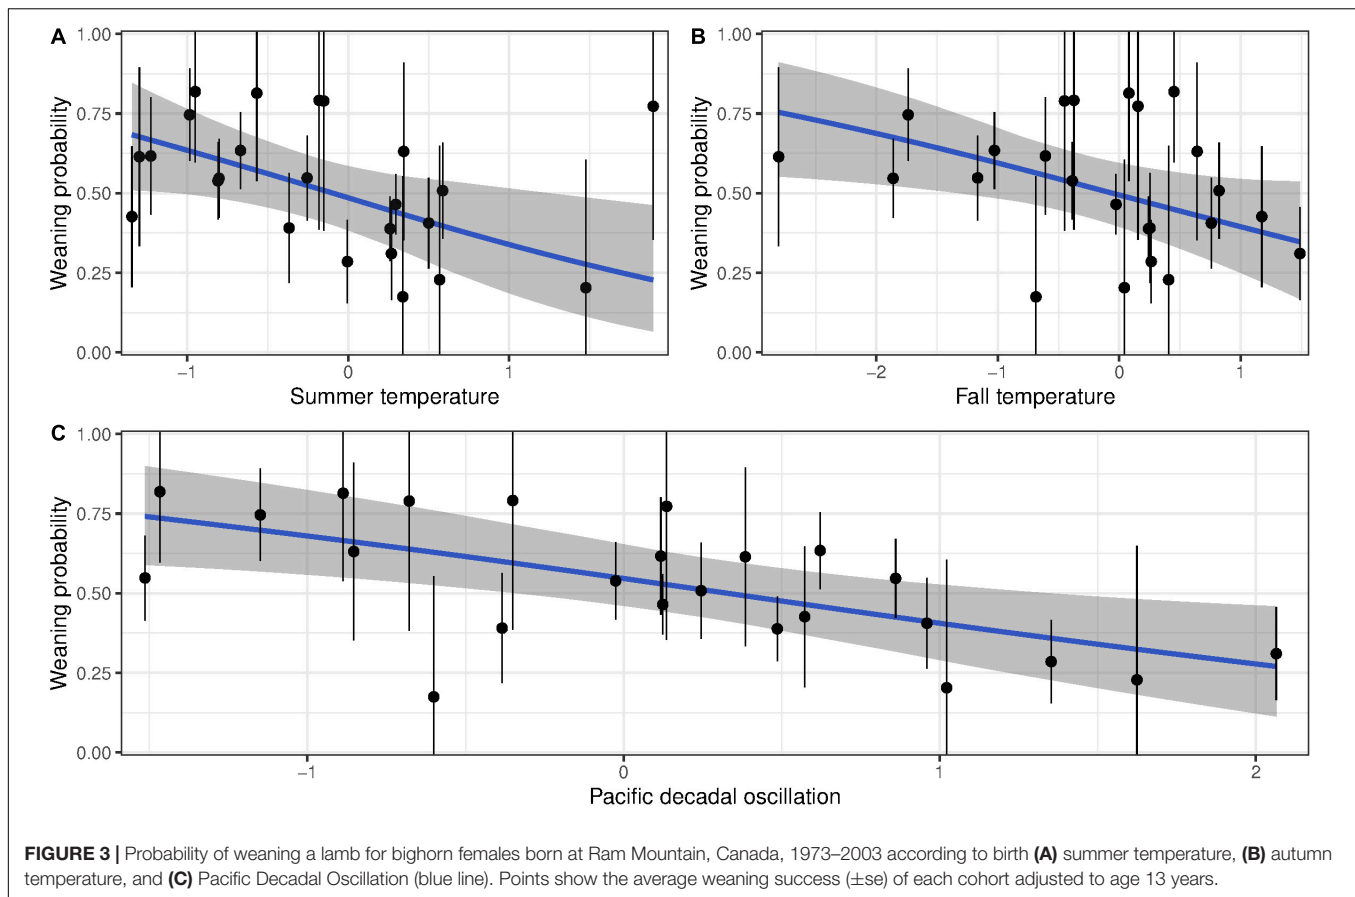 A
B
1.00
0.75
0.50
0.25
0.00
Weaning probability
−1
0
1
Summer temperature
1.00
0.75
0.50
0.25
0.00
Weaning probability
−2
−1
0
1
Fall temperature
C
1.00
0.75
0.50
0.25
0.00
Weaning probability
−1
0
1
2
Pacific decadal oscillation
FIGURE 3 | Probability of weaning a lamb for bighorn females born at Ram Mountain, Canada, 1973–2003 according to birth (A) summer temperature, (B) autumn
temperature, and (C) Pacific Decadal Oscillation (blue line). Points show the average weaning success (±se) of each cohort adjusted to age 13 years.